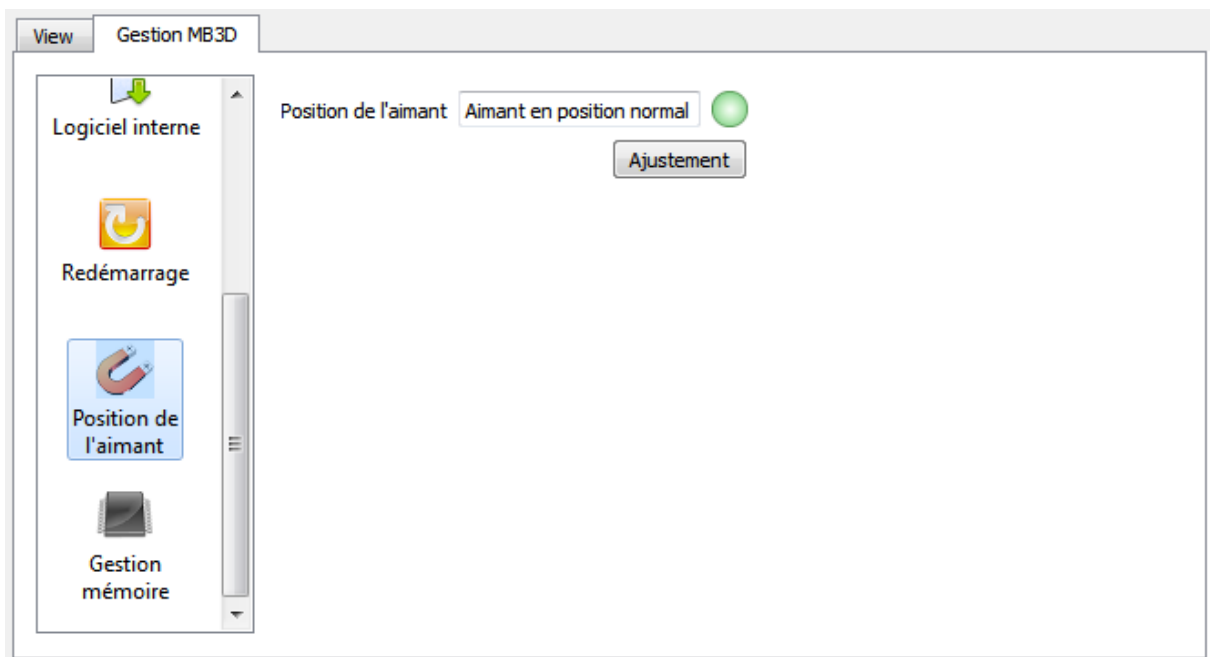 View Gestion MB3D
Logiciel interne
Redémarrage
Position de
l'aimant
Gestion
mémoire
Position de l'aimant Aimant en position normal
Ajustement